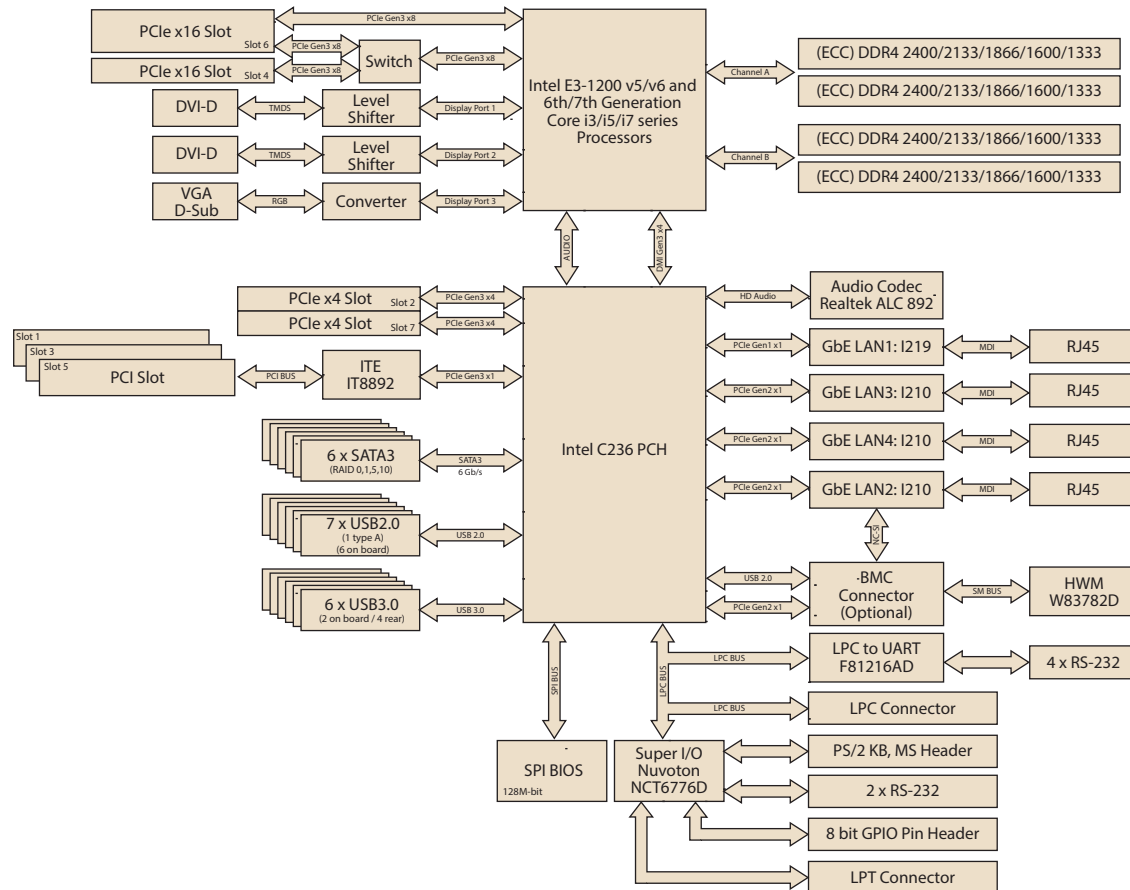 PCIe x16 Slot
Slot 6
PCIe Gen3 x8
PCIe Gen3 x8
PCIe x16 Slot
Slot 4
PCIe Gen3 x8
Switch
PCIe Gen3 x8
DVI-D
TMDS
Level
Shifter
Display Port 1
DVI-D
TMDS
Level
Shifter
Display Port 2
VGA
D-Sub
RGB
Converter
Display Port 3
Intel E3-1200 v5/v6 and
6th/7th Generation
Core i3/i5/i7 series
Processors
Channel A
(ECC) DDR4 2400/2133/1866/1600/1333
(ECC) DDR4 2400/2133/1866/1600/1333
Channel B
(ECC) DDR4 2400/2133/1866/1600/1333
(ECC) DDR4 2400/2133/1866/1600/1333
AUDIO
DMI Gen3 x4
PCIe x4 Slot
Slot 2
PCIe Gen3 x4
PCIe x4 Slot
Slot 7
PCIe Gen3 x4
Slot 1
Slot 3
Slot 5
PCI Slot
PCI BUS
ITE
IT8892
PCIe Gen3 x1
6 x SATA3
(RAID 0,1,5,10)
SATA3
6 Gb/s
7 x USB2.0
(1 type A)
(6 on board)
USB 2.0
6 x USB3.0
(2 on board / 4 rear)
USB 3.0
Intel C236 PCH
HD Audio
Audio Codec
Realtek ALC 892
PCIe Gen1 x1
GbE LAN1: I219
MDI
RJ45
PCIe Gen2 x1
GbE LAN3: I210
MDI
RJ45
PCIe Gen2 x1
GbE LAN4: I210
MDI
RJ45
PCIe Gen2 x1
GbE LAN2: I210
MDI
RJ45
NC-SI
USB 2.0
PCIe Gen2 x1
BMC
Connector
(Optional)
SM BUS
HWM
W83782D
LPC BUS
LPC to UART
F81216AD
4 x RS-232
LPC BUS
LPC Connector
SPI BUS
LPC BUS
SPI BIOS
128M-bit
Super I/O
Nuvoton
NCT6776D
PS/2 KB, MS Header
2 x RS-232
8 bit GPIO Pin Header
LPT Connector